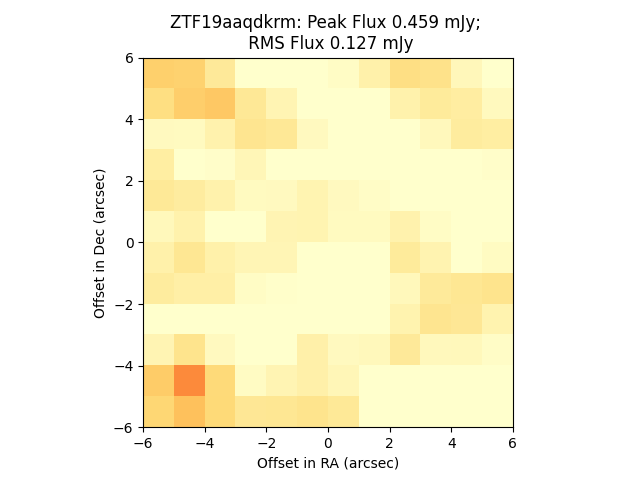 ZTF19aaqdkrm: Peak Flux 0.459 mJy;
RMS Flux 0.127 mJy
6
4
2
0
−2
−4
−6
Offset in Dec (arcsec)
−6 −4 −2 0 2 4 6
Offset in RA (arcsec)